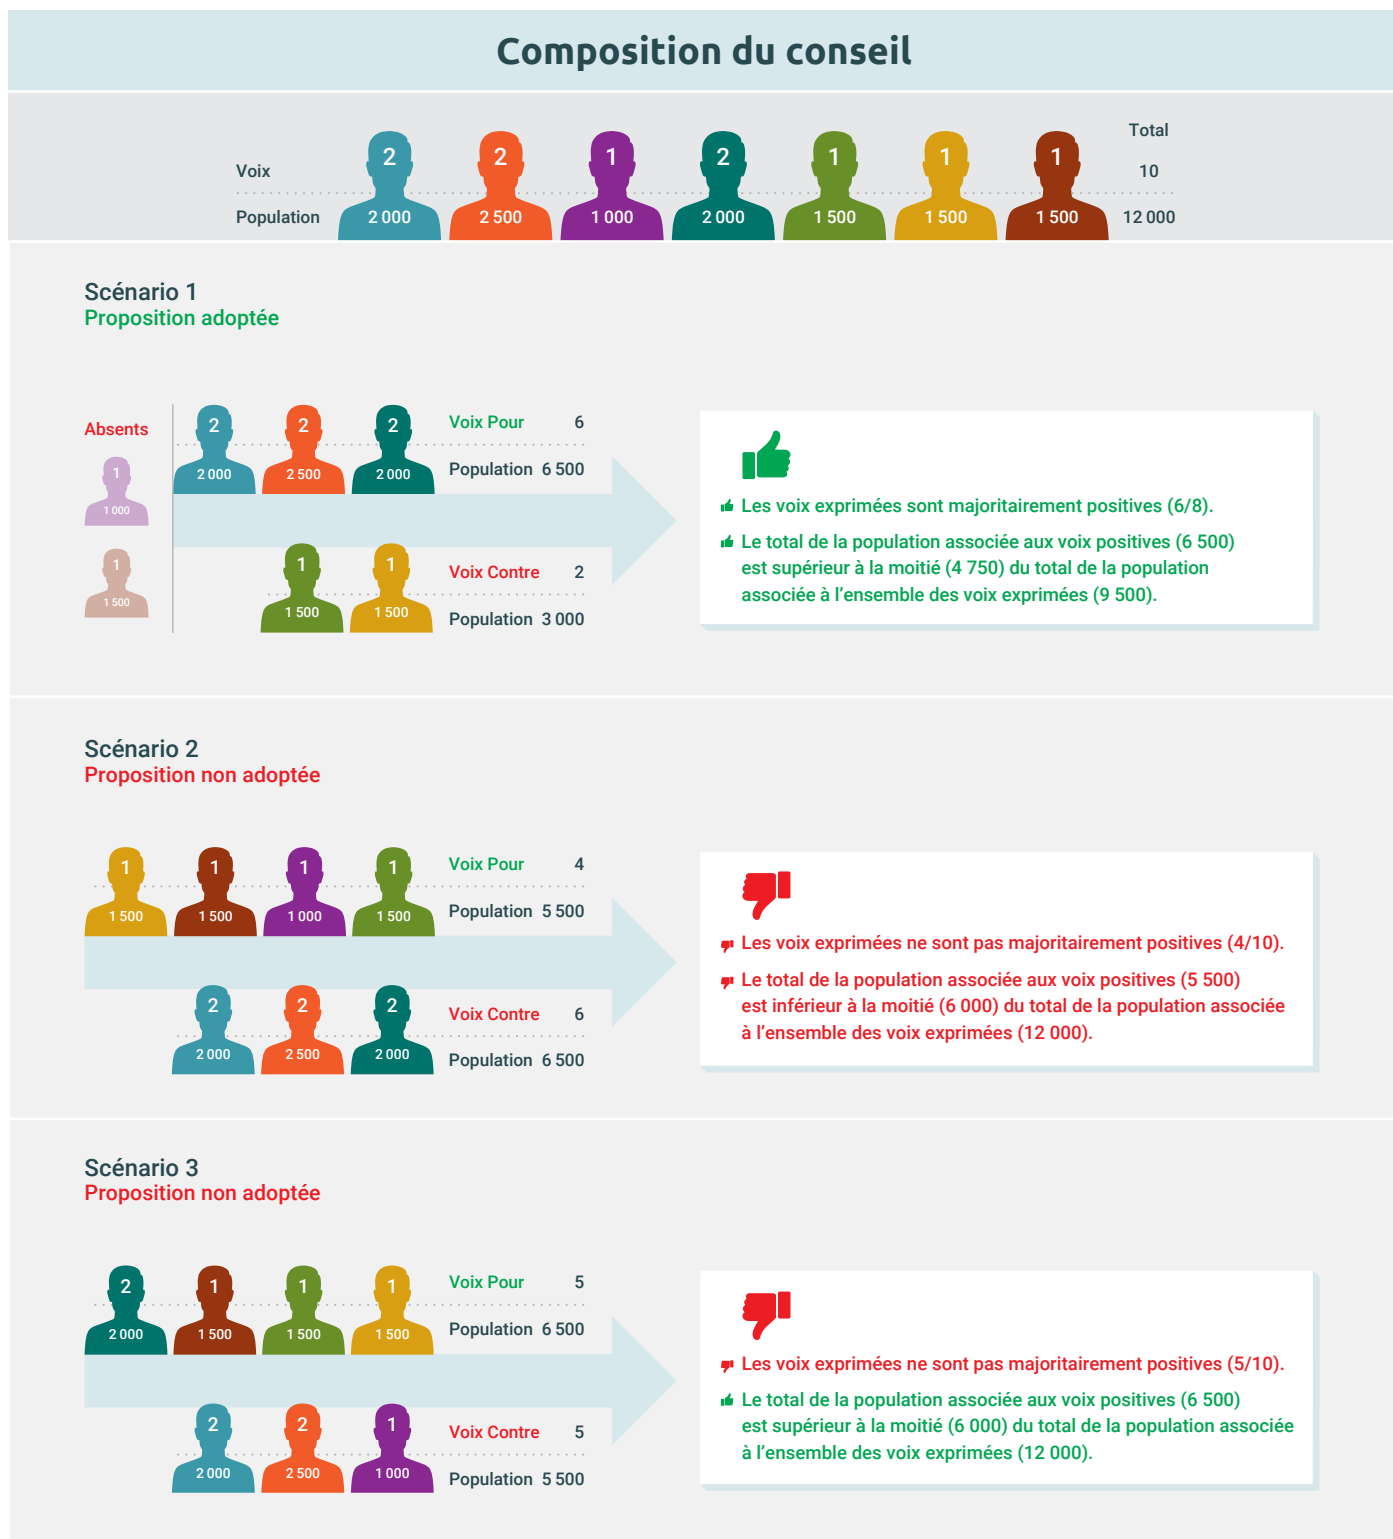 Composition du conseil
Total
Voix 2 2 1 2 1 1 1 10
Population 2 000 2 500 1 000 2 000 1 500 1 500 1 500 12 000
Scénario 1
Proposition adoptée
Absents
1
1 000
1
1 500
2 2 2 Voix Pour 6
2 000 2 500 2 000 Population 6 500
1 1 Voix Contre 2
1 500 1 500 Population 3 000
Les voix exprimées sont majoritairement positives (6/8).
Le total de la population associée aux voix positives (6 500)
est supérieur à la moitié (4 750) du total de la population
associée à l’ensemble des voix exprimées (9 500).
Scénario 2
Proposition non adoptée
1 1 1 1 Voix Pour 4
1 500 1 500 1 000 1 500 Population 5 500
2 2 2 Voix Contre 6
2 000 2 500 2 000 Population 6 500
Les voix exprimées ne sont pas majoritairement positives (4/10).
Le total de la population associée aux voix positives (5 500)
est inférieur à la moitié (6 000) du total de la population associée
à l’ensemble des voix exprimées (12 000).
Scénario 3
Proposition non adoptée
2 1 1 1 Voix Pour 5
2 000 1 500 1 500 1 500 Population 6 500
2 2 1 Voix Contre 5
2 000 2 500 1 000 Population 5 500
Les voix exprimées ne sont pas majoritairement positives (5/10).
Le total de la population associée aux voix positives (6 500)
est supérieur à la moitié (6 000) du total de la population associée
à l’ensemble des voix exprimées (12 000).